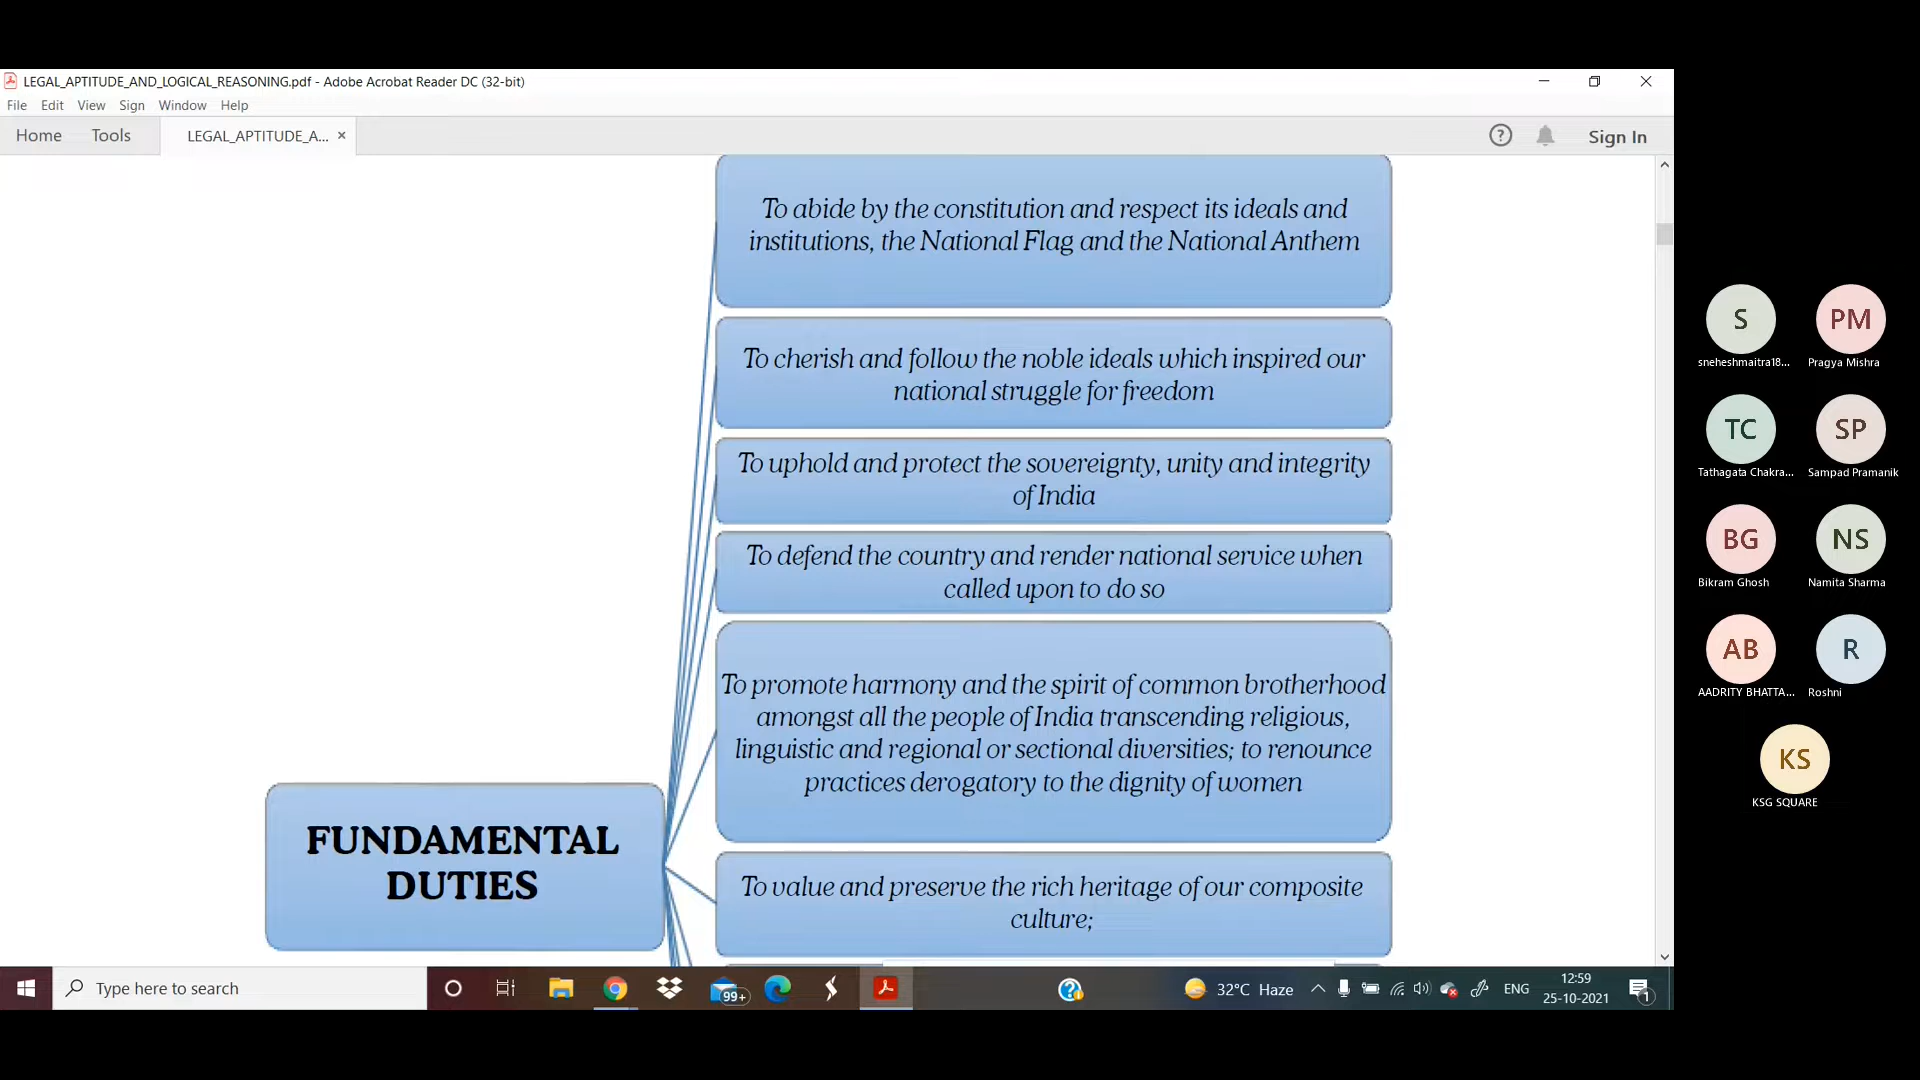 LEGAL_APTITUDE_AND_LOGICAL_REASONING.pdf - Adobe Acrobat Reader DC (32-bit)
File Edit View Sign Window Help
Home Tools LEGAL_APTITUDE_A... × ? Sign In
To abide by the constitution and respect its ideals and
institutions, the National Flag and the National Anthem
To cherish and follow the noble ideals which inspired our
national struggle for freedom
To uphold and protect the sovereignty, unity and integrity
of India
To defend the country and render national service when
called upon to do so
To promote harmony and the spirit of common brotherhood
amongst all the people of India transcending religious,
linguistic and regional or sectional diversities; to renounce
practices derogatory to the dignity of women
FUNDAMENTAL
DUTIES
To value and preserve the rich heritage of our composite
culture;
S PM
sneheshmaitra18... Pragya Mishra
TC SP
Tathagata Chakra... Sampad Pramanik
BG NS
Bikram Ghosh Namita Sharma
AB R
AADRITY BHATTA... Roshni
KS
KSG SQUARE
Type here to search 99+ 32°C Haze ENG 12:59
25-10-2021 1